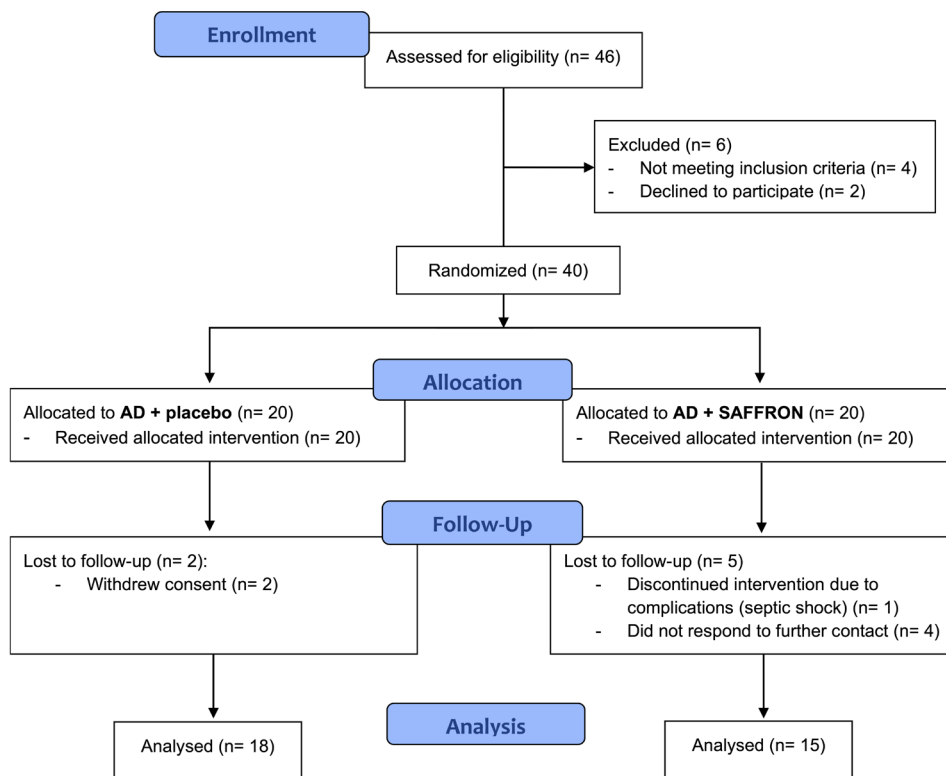 Enrollment
Assessed for eligibility (n= 46)
Excluded (n= 6)
- Not meeting inclusion criteria (n= 4)
- Declined to participate (n= 2)
Randomized (n= 40)
Allocation
Allocated to AD + placebo (n= 20)
- Received allocated intervention (n= 20)
Allocated to AD + SAFFRON (n= 20)
- Received allocated intervention (n= 20)
Follow-Up
Lost to follow-up (n= 2):
- Withdrew consent (n= 2)
Lost to follow-up (n= 5)
- Discontinued intervention due to
complications (septic shock) (n= 1)
- Did not respond to further contact (n= 4)
Analysis
Analysed (n= 18)
Analysed (n= 15)